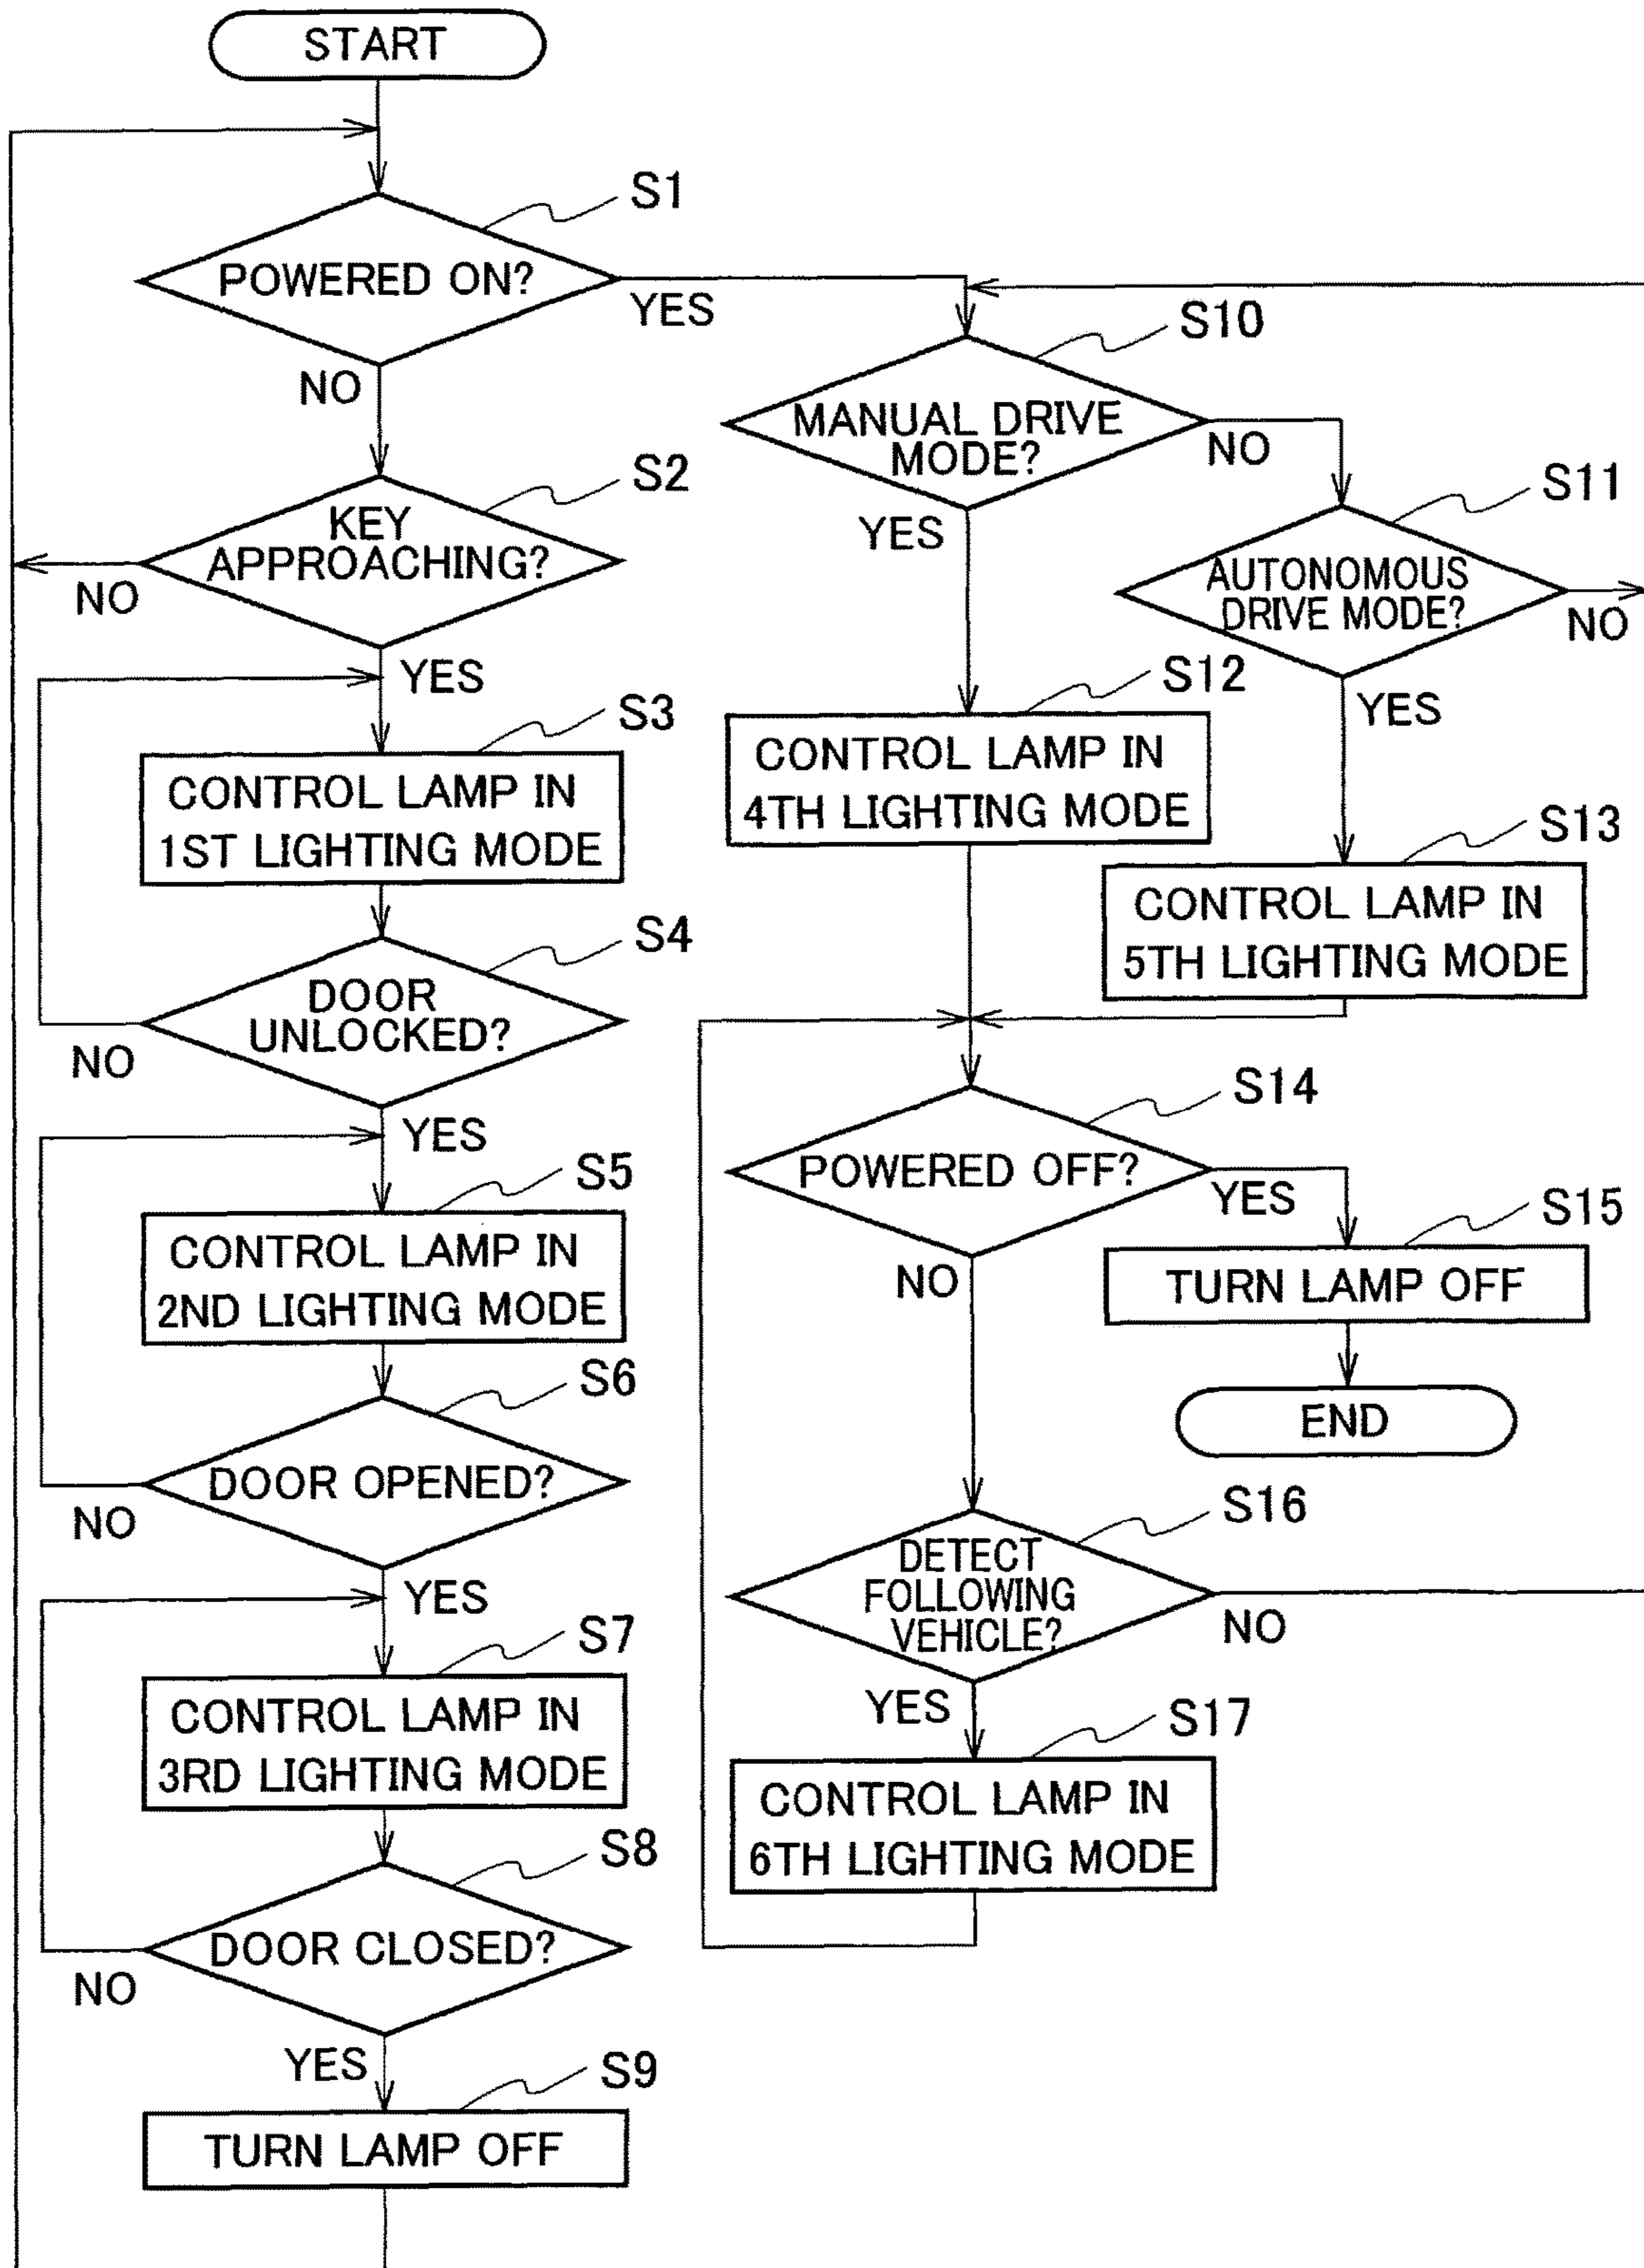 START
S1
POWERED ON?
YES
NO
S2
KEY
APPROACHING?
NO
YES
S3
CONTROL LAMP IN
1ST LIGHTING MODE
S4
DOOR
UNLOCKED?
NO
YES
S5
CONTROL LAMP IN
2ND LIGHTING MODE
S6
DOOR OPENED?
NO
YES
S7
CONTROL LAMP IN
3RD LIGHTING MODE
S8
DOOR CLOSED?
NO
YES
S9
TURN LAMP OFF
S10
MANUAL DRIVE
MODE?
NO
YES
S11
AUTONOMOUS
DRIVE MODE?
NO
YES
S12
CONTROL LAMP IN
4TH LIGHTING MODE
S13
CONTROL LAMP IN
5TH LIGHTING MODE
S14
POWERED OFF?
YES
NO
S15
TURN LAMP OFF
END
S16
DETECT
FOLLOWING
VEHICLE?
NO
YES
S17
CONTROL LAMP IN
6TH LIGHTING MODE